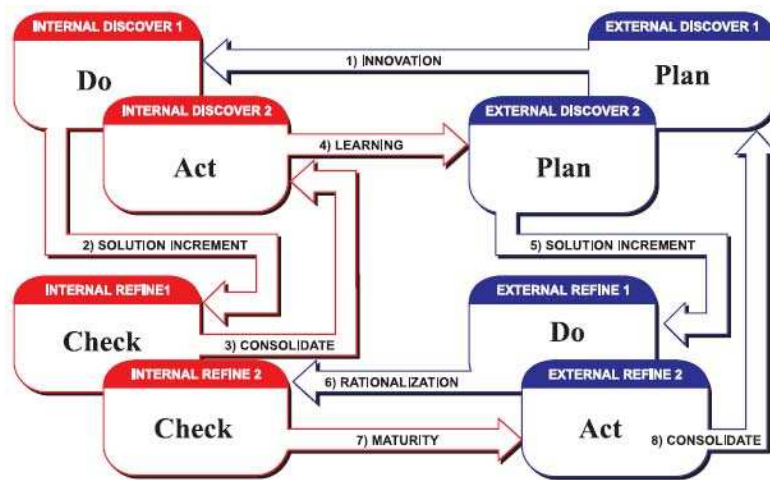 INTERNAL DISCOVER 1
EXTERNAL DISCOVER 1
1) INNOVATION
Do
Plan
INTERNAL DISCOVER 2
EXTERNAL DISCOVER 2
4) LEARNING
Act
Plan
2) SOLUTION INCREMENT
5) SOLUTION INCREMENT
INTERNAL REFINE1
EXTERNAL REFINE 1
Check
Do
3) CONSOLIDATE
INTERNAL REFINE 2
6) RATIONALIZATION
EXTERNAL REFINE 2
Check
Act
7) MATURITY
8) CONSOLIDATE